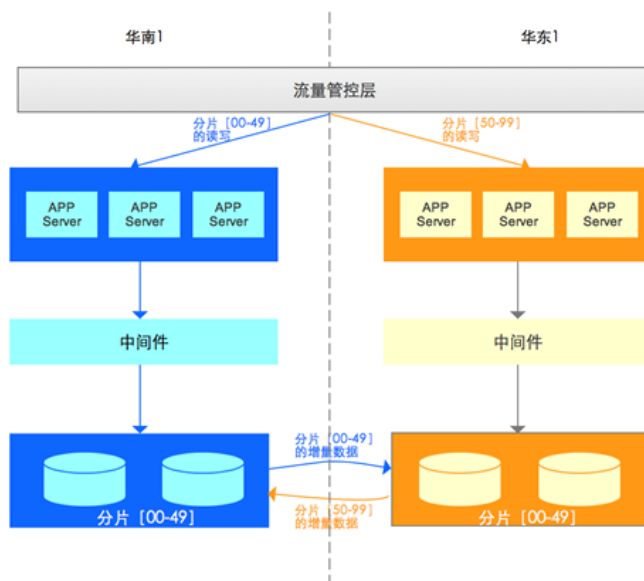 华南1
华东1
流量管控层
分片 [00-49]
的读写
分片 [50-99]
的读写
APP
Server
APP
Server
APP
Server
APP
Server
APP
Server
APP
Server
中间件
中间件
分片 [00-49]
的增量数据
分片 [50-99]
的增量数据
分片 [00-49]
分片 [00-49]